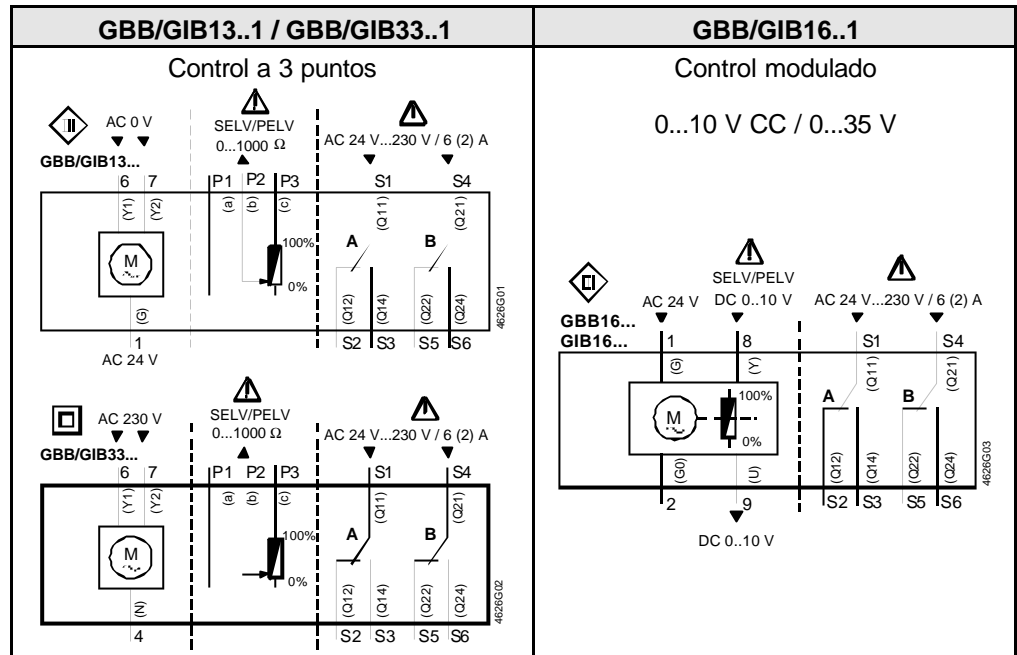 GBB/GIB13..1 / GBB/GIB33..1
GBB/GIB16..1
Control a 3 puntos
AC 0 V
SELV/PELV
0...1000 Ω
AC 24 V...230 V / 6 (2) A
GBB/GIB13...
6 7 P1 P2 P3 S1 S4
(Y1) (Y2) (a) (b) (c) (Q11) (Q21)
M
100%
0%
A B
(G) (Q12) (Q14) (Q22) (Q24)
1 S2 S3 S5 S6
AC 24 V
4626G01
AC 230 V
SELV/PELV
0...1000 Ω
AC 24 V...230 V / 6 (2) A
GBB/GIB33...
6 7 P1 P2 P3 S1 S4
(Y1) (Y2) (a) (b) (c) (Q11) (Q21)
M
100%
0%
A B
(N) (Q12) (Q14) (Q22) (Q24)
4 S2 S3 S5 S6
4626G02
Control modulado
0...10 V CC / 0...35 V
SELV/PELV
AC 24 V DC 0..10 V AC 24 V...230 V / 6 (2) A
GBB16...
GIB16...
1 8 S1 S4
(G) (Y) (Q11) (Q21)
M
100%
0%
A B
(G0) (U) (Q12) (Q14) (Q22) (Q24)
2 9 S2 S3 S5 S6
DC 0..10 V
4626G03